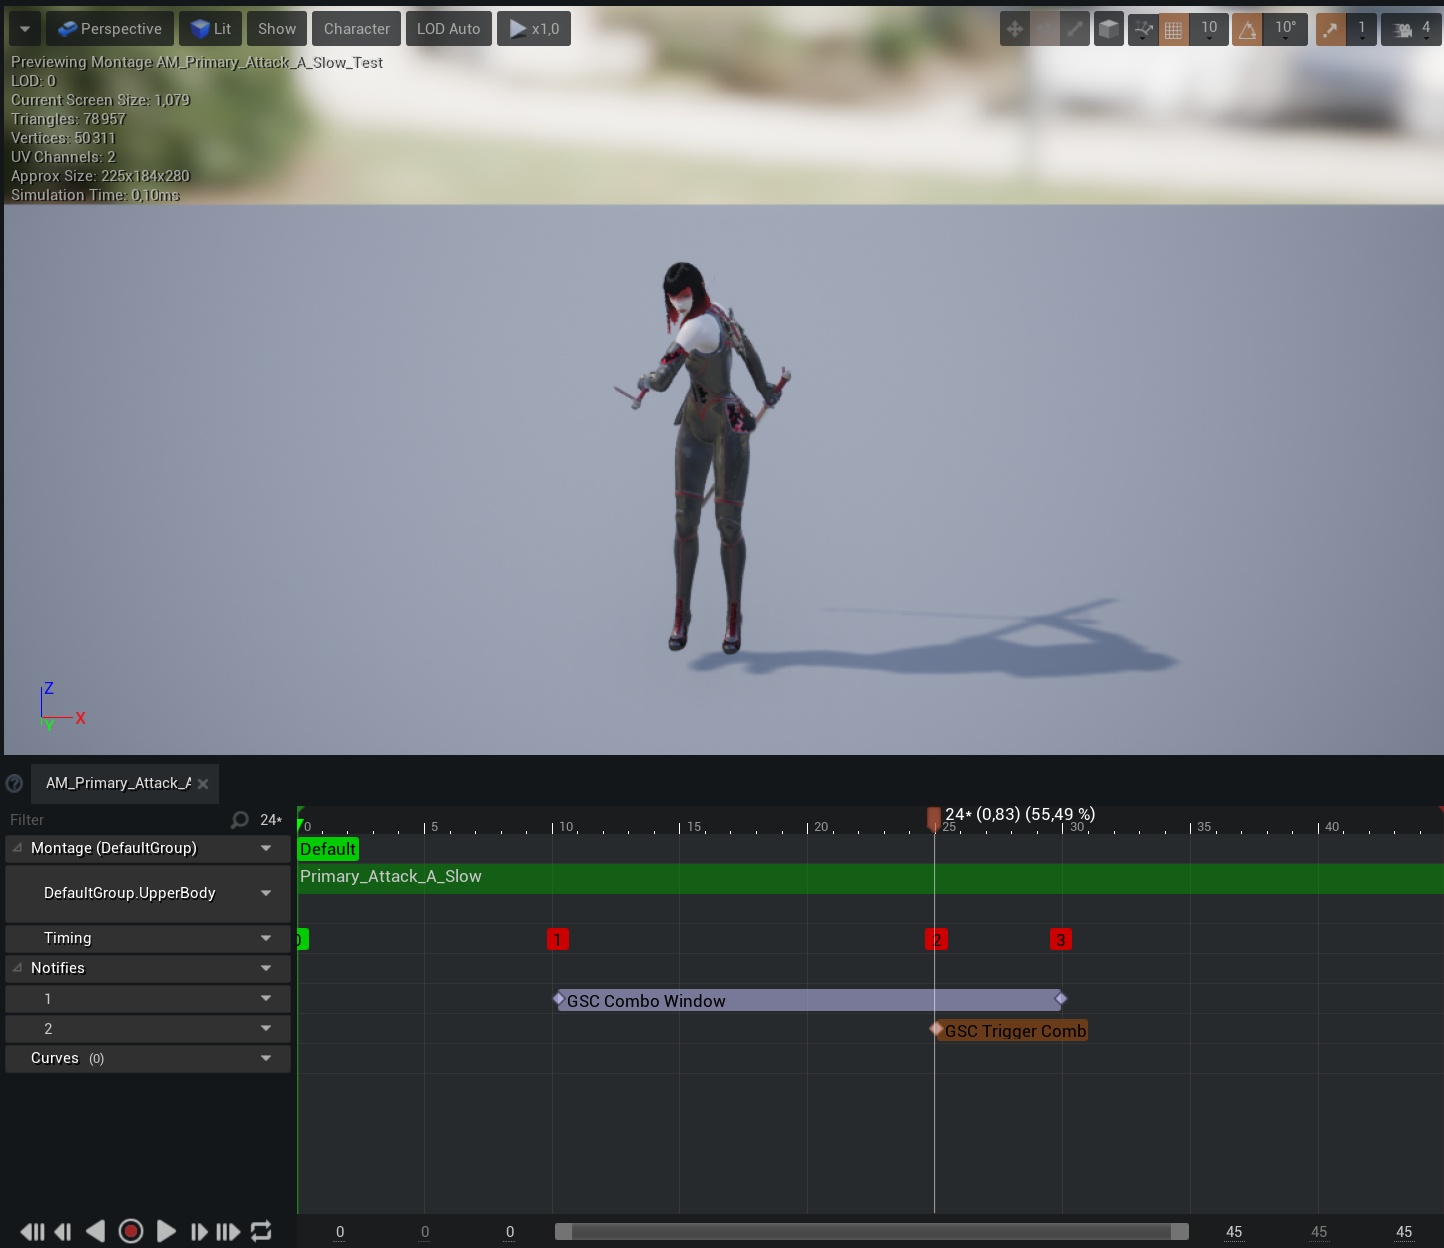 Perspective Lit Show Character LOD Auto x1,0 10 10° 1 4
Previewing Montage AM_Primary_Attack_A_Slow_Test
LOD: 0
Current Screen Size: 1,079
Triangles: 78 957
Vertices: 50 311
UV Channels: 2
Approx Size: 225x184x280
Simulation Time: 0,10ms
Z
X
Y
AM_Primary_Attack_A
Filter 24*
24* (0,83) (55,49 %)
0 5 10 15 20 25 30 35 40
Montage (DefaultGroup)
Default
DefaultGroup.UpperBody
Primary_Attack_A_Slow
Timing
1 2 3
Notifies
1
GSC Combo Window
2
GSC Trigger Comb
Curves (0)
0 0 0 45 45 45